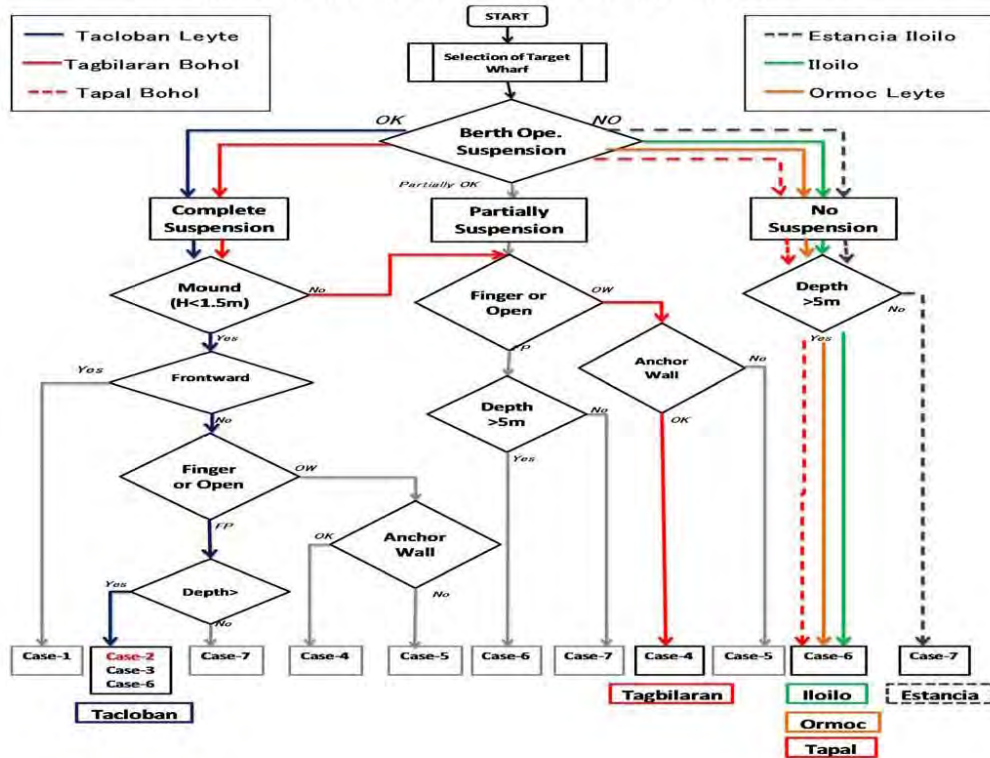 START
Selection of Target
Wharf
Tacloban Leyte
Tagbilaran Bohol
Tapal Bohol
Estancia Iloilo
Iloilo
Ormoc Leyte
OK
NO
Berth Ope.
Suspension
Partially OK
Complete
Suspension
Partially
Suspension
No
Suspension
Mound
(H<1.5m)
No
Yes
Finger or
Open
OW
FP
Depth
>5m
No
Yes
Yes
Frontward
No
Anchor
Wall
No
OK
Depth
>5m
No
Yes
Finger
or Open
OW
FP
Anchor
Wall
OK
No
Yes
Depth>
No
Case-1
Case-2
Case-3
Case-6
Case-7
Case-4
Case-5
Case-6
Case-7
Case-4
Case-5
Case-6
Case-7
Tacloban
Tagbilaran
Iloilo
Estancia
Ormoc
Tapal